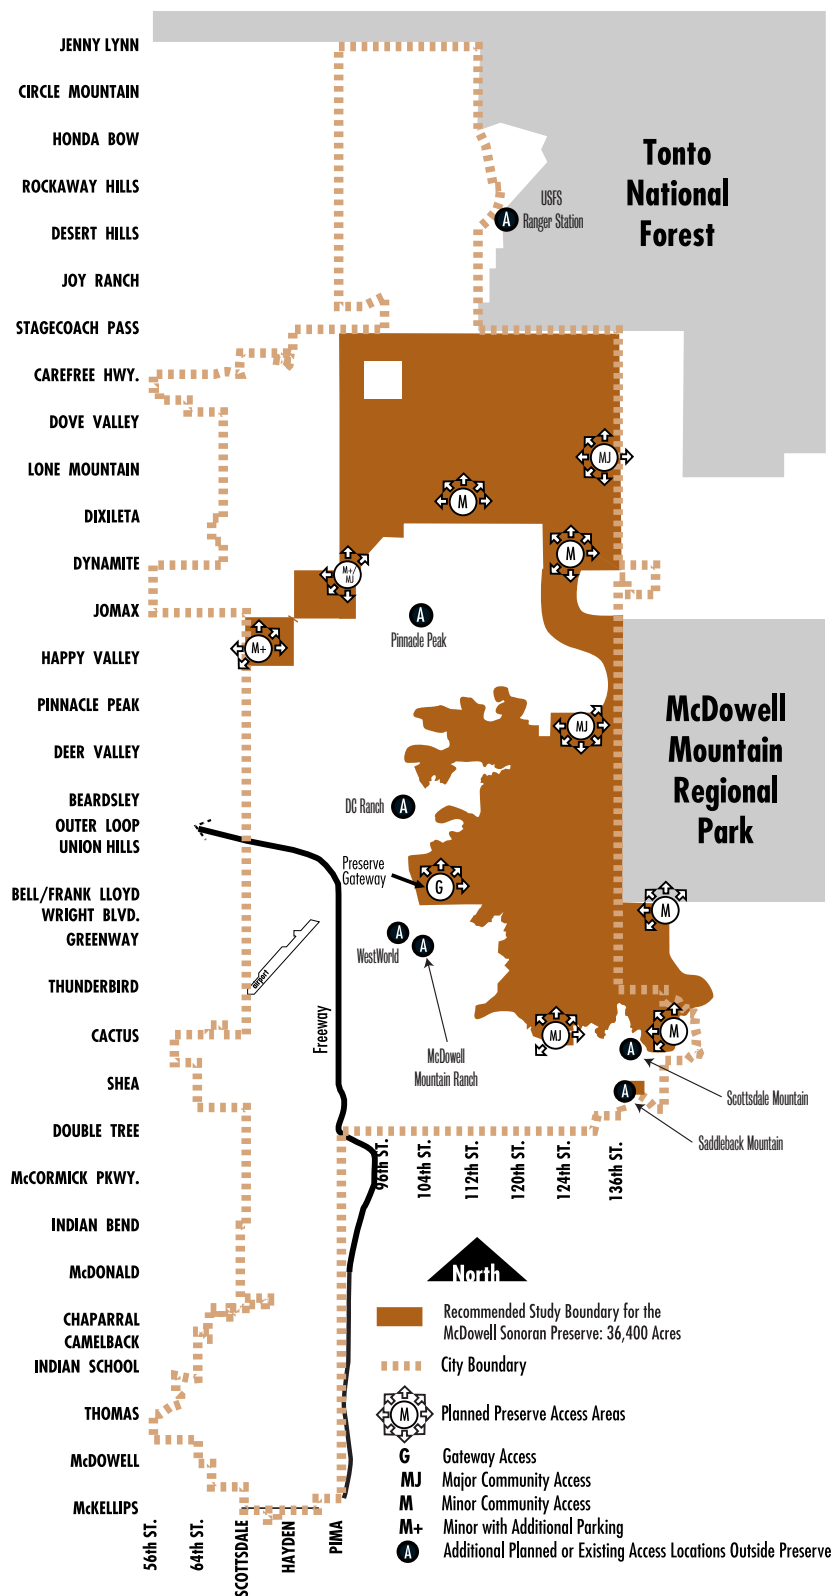 JENNY LYNN
CIRCLE MOUNTAIN
HONDA BOW
ROCKAWAY HILLS
DESERT HILLS
JOY RANCH
STAGECOACH PASS
CAREFREE HWY.
DOVE VALLEY
LONE MOUNTAIN
DIXILETA
DYNAMITE
JOMAX
HAPPY VALLEY
PINNACLE PEAK
DEER VALLEY
BEARDSLEY
OUTER LOOP
UNION HILLS
BELL/FRANK LLOYD
WRIGHT BLVD.
GREENWAY
THUNDERBIRD
CACTUS
SHEA
DOUBLE TREE
McCORMICK PKWY.
INDIAN BEND
McDONALD
CHAPARRAL
CAMELBACK
INDIAN SCHOOL
THOMAS
McDOWELL
McKELLIPS
56th ST.
64th ST.
SCOTTSDALE
HAYDEN
PIMA
Tonto
National
Forest
USFS
A
Ranger Station
MJ
M
M
M+/
MJ
A
Pinnacle Peak
M+
McDowell
Mountain
Regional
Park
MJ
DC Ranch
A
Preserve
Gateway
G
M
A
WestWorld
A
airport
Freeway
McDowell
Mountain Ranch
MJ
M
A
Scottsdale Mountain
A
Saddleback Mountain
96th ST.
104th ST.
112th ST.
120th ST.
124th ST.
136th ST.
North
Recommended Study Boundary for the
McDowell Sonoran Preserve: 36,400 Acres
City Boundary
M
Planned Preserve Access Areas
G Gateway Access
MJ Major Community Access
M Minor Community Access
M+ Minor with Additional Parking
A Additional Planned or Existing Access Locations Outside Preserve